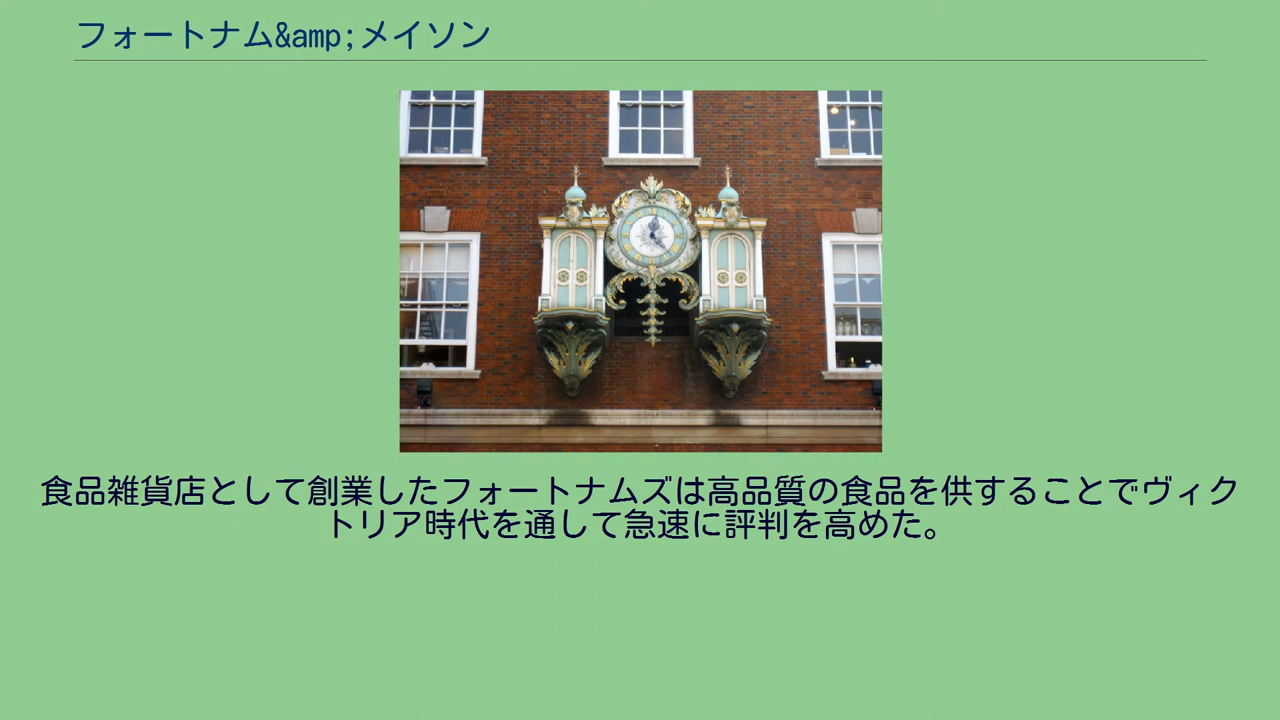 フォートナム&amp;メイソン
食品雑貨店として創業したフォートナムズは高品質の食品を供することでヴィク
トリア時代を通して急速に評判を高めた。